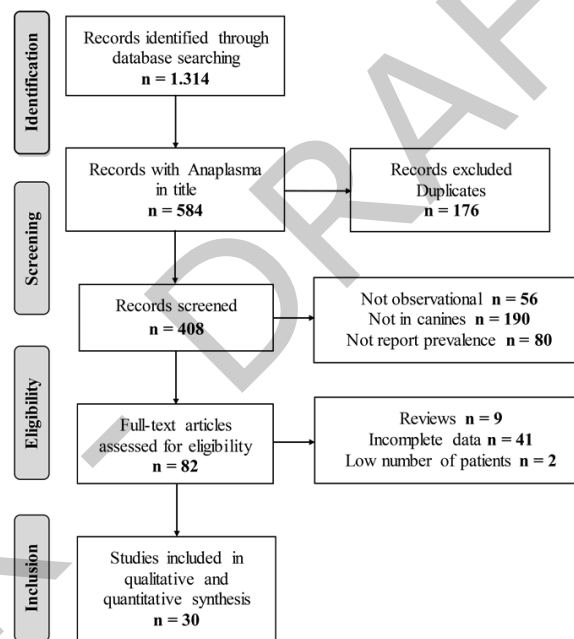 Identification
Records identified through
database searching
n = 1.314
Records with Anaplasma
in title
n = 584
Records excluded
Duplicates
n = 176
Screening
Records screened
n = 408
Not observational n = 56
Not in canines n = 190
Not report prevalence n = 80
Eligibility
Full-text articles
assessed for eligibility
n = 82
Reviews n = 9
Incomplete data n = 41
Low number of patients n = 2
Inclusion
Studies included in
qualitative and
quantitative synthesis
n = 30
- DRAF